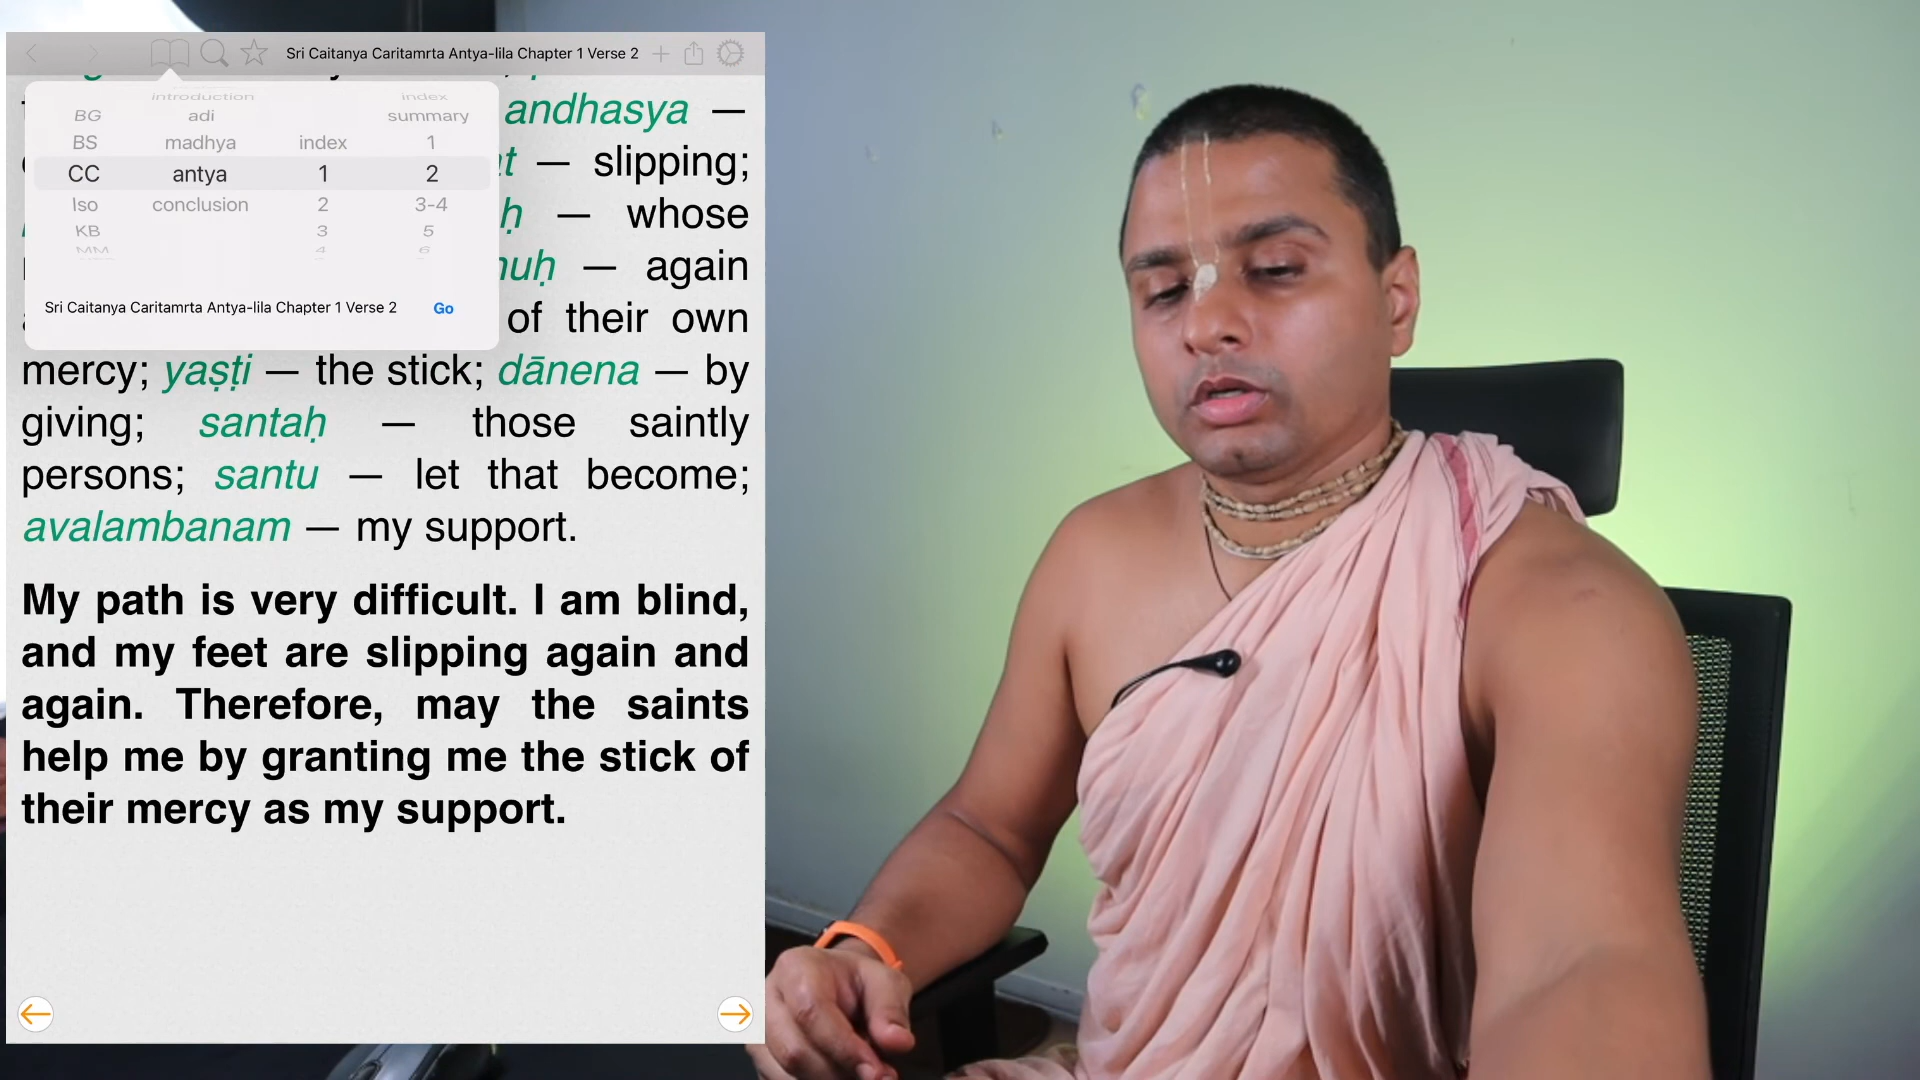 Sri Caitanya Caritamrta Antya-lila Chapter 1 Verse 2
introduction index
BG adi summary
BS madhya index 1
CC antya 1 2
Iso conclusion 2 3-4
KB 3 5
MM 4 6
Sri Caitanya Caritamrta Antya-lila Chapter 1 Verse 2 Go
andhasya —
— slipping;
— whose
— again
of their own
mercy; yaṣṭi — the stick; dānena — by
giving; santaḥ — those saintly
persons; santu — let that become;
avalambanam — my support.
My path is very difficult. I am blind,
and my feet are slipping again and
again. Therefore, may the saints
help me by granting me the stick of
their mercy as my support.